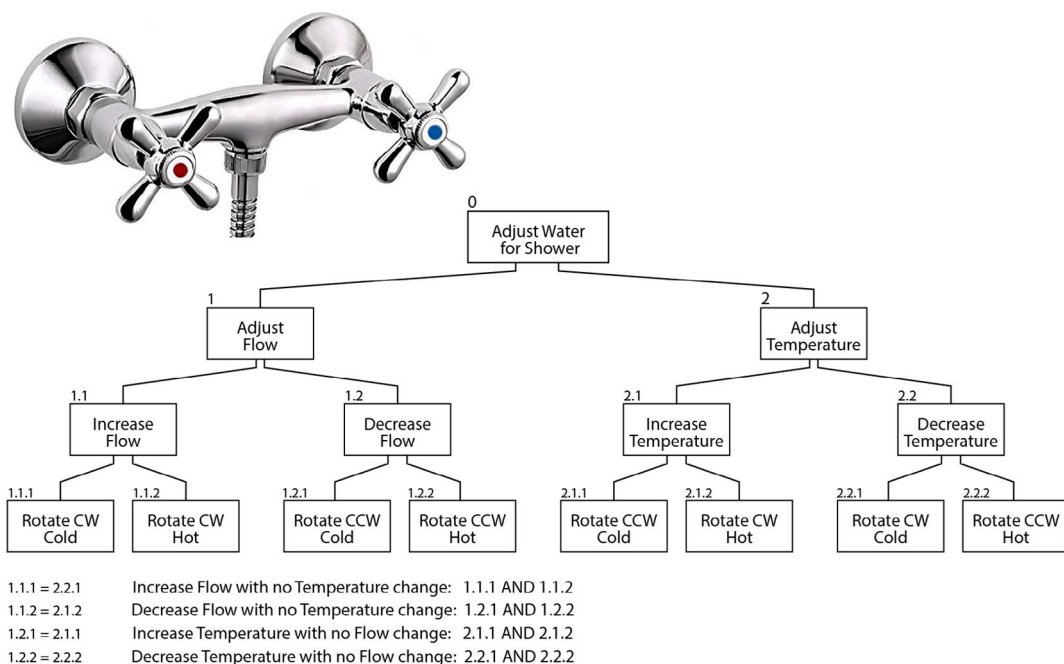 0
Adjust Water
for Shower
1
Adjust
Flow
2
Adjust
Temperature
1.1
Increase
Flow
1.2
Decrease
Flow
2.1
Increase
Temperature
2.2
Decrease
Temperature
1.1.1
Rotate CW
Cold
1.1.2
Rotate CW
Hot
1.2.1
Rotate CCW
Cold
1.2.2
Rotate CCW
Hot
2.1.1
Rotate CCW
Cold
2.1.2
Rotate CW
Hot
2.2.1
Rotate CW
Cold
2.2.2
Rotate CCW
Hot
1.1.1 = 2.2.1 Increase Flow with no Temperature change: 1.1.1 AND 1.1.2
1.1.2 = 2.1.2 Decrease Flow with no Temperature change: 1.2.1 AND 1.2.2
1.2.1 = 2.1.1 Increase Temperature with no Flow change: 2.1.1 AND 2.1.2
1.2.2 = 2.2.2 Decrease Temperature with no Flow change: 2.2.1 AND 2.2.2